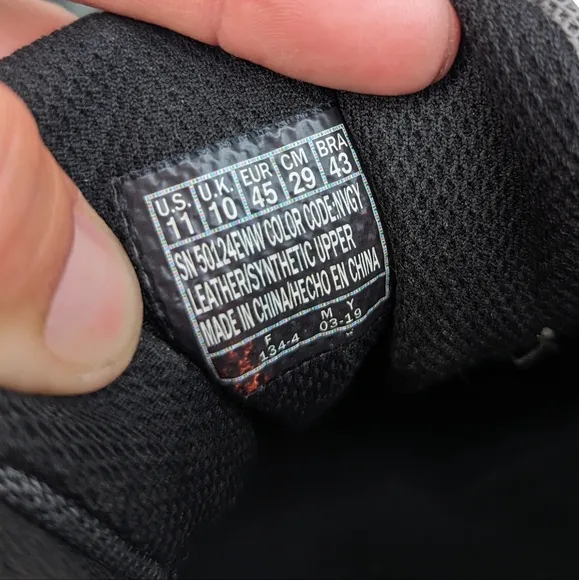 U.S. U.K. EUR CM BRA
11 10 45 29 43
SN 50124EWW COLOR CODE:NVGY
LEATHER/SYNTHETIC UPPER
MADE IN CHINA/HECHO EN CHINA
F M Y
134-4 03-19